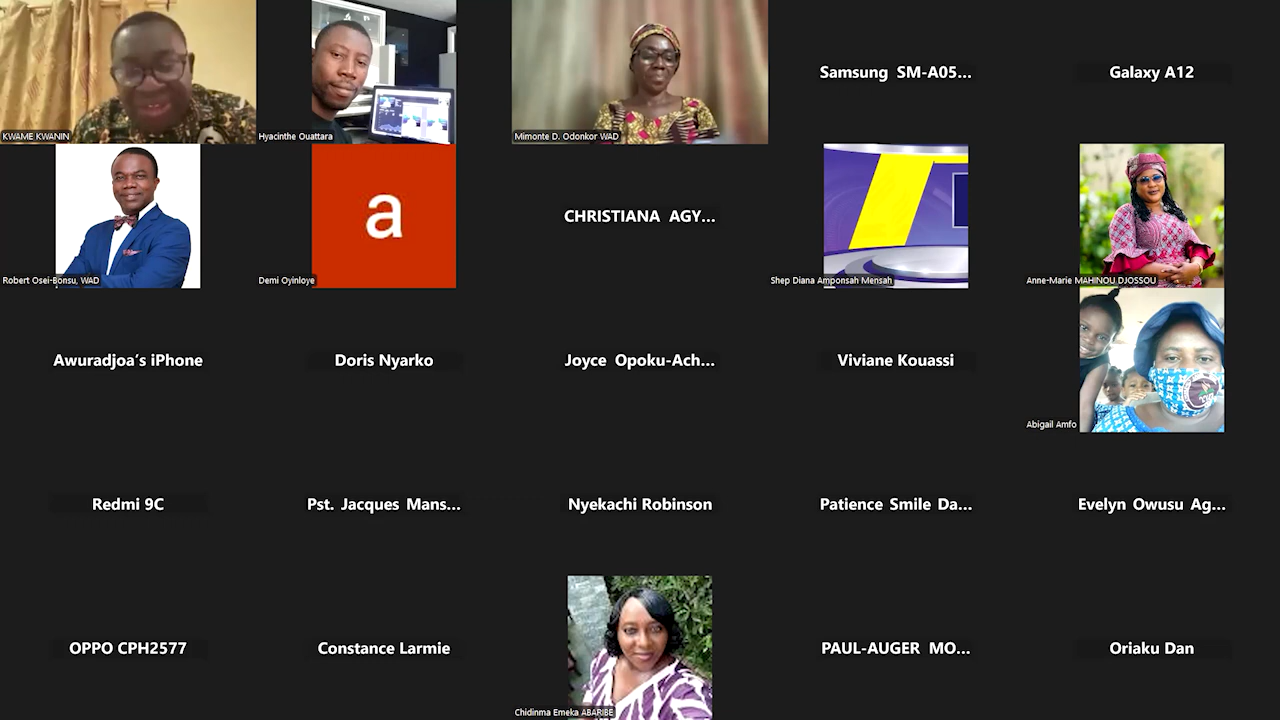 KWAME KWANIN
Hyacinthe Ouattara
Mimonte D. Odonkor WAD
Samsung SM-A05...
Galaxy A12
Robert Osei-Bonsu, WAD
a
Demi Oyinloye
CHRISTIANA AGY...
Shep Diana Amponsah Mensah
Anne-Marie MAHINOU DJOSSOU
Awuradjoa's iPhone
Doris Nyarko
Joyce Opoku-Ach...
Viviane Kouassi
Abigail Amfo
Redmi 9C
Pst. Jacques Mans...
Nyekachi Robinson
Patience Smile Da...
Evelyn Owusu Ag...
OPPO CPH2577
Constance Larmie
Chidinma Emeka ABARIBE
PAUL-AUGER MO...
Oriaku Dan